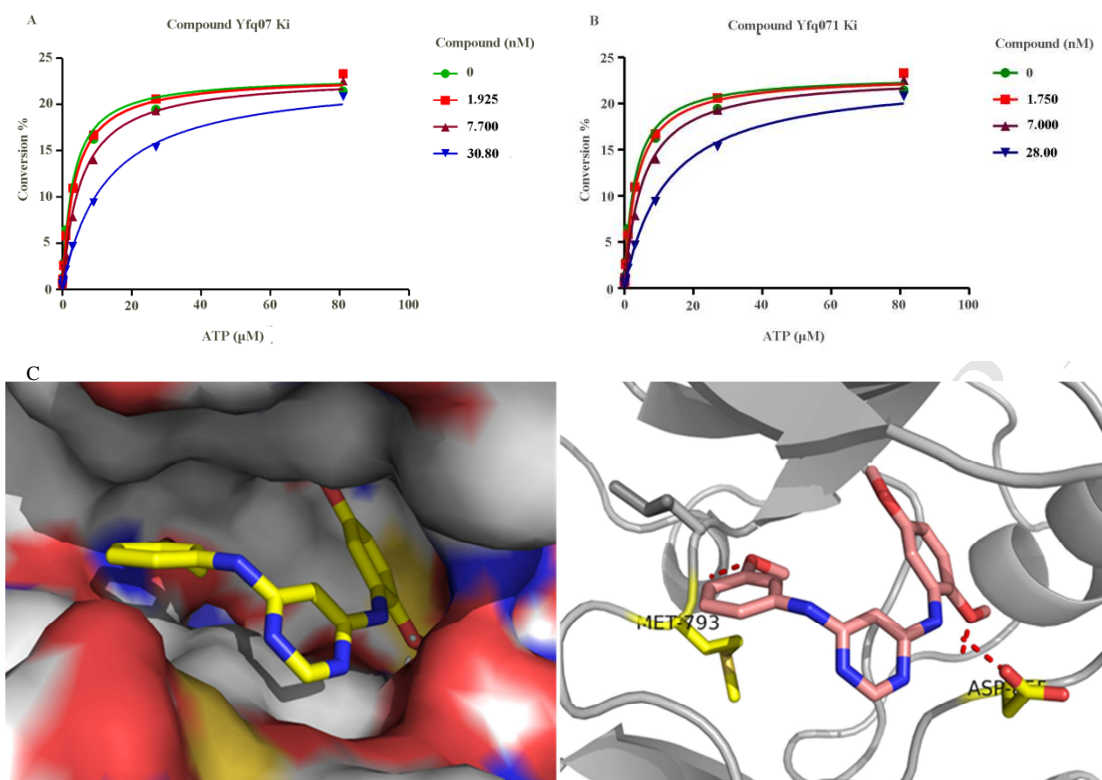 A
Compound Yfq07 Ki
Compound (nM)
0
1.925
7.700
30.80
25
20
15
10
5
0
Conversion %
0
20
40
60
80
100
ATP (µM)
B
Compound Yfq071 Ki
Compound (nM)
0
1.750
7.000
28.00
25
20
15
10
5
0
Conversion %
0
20
40
60
80
100
ATP (µM)
C
MET-793